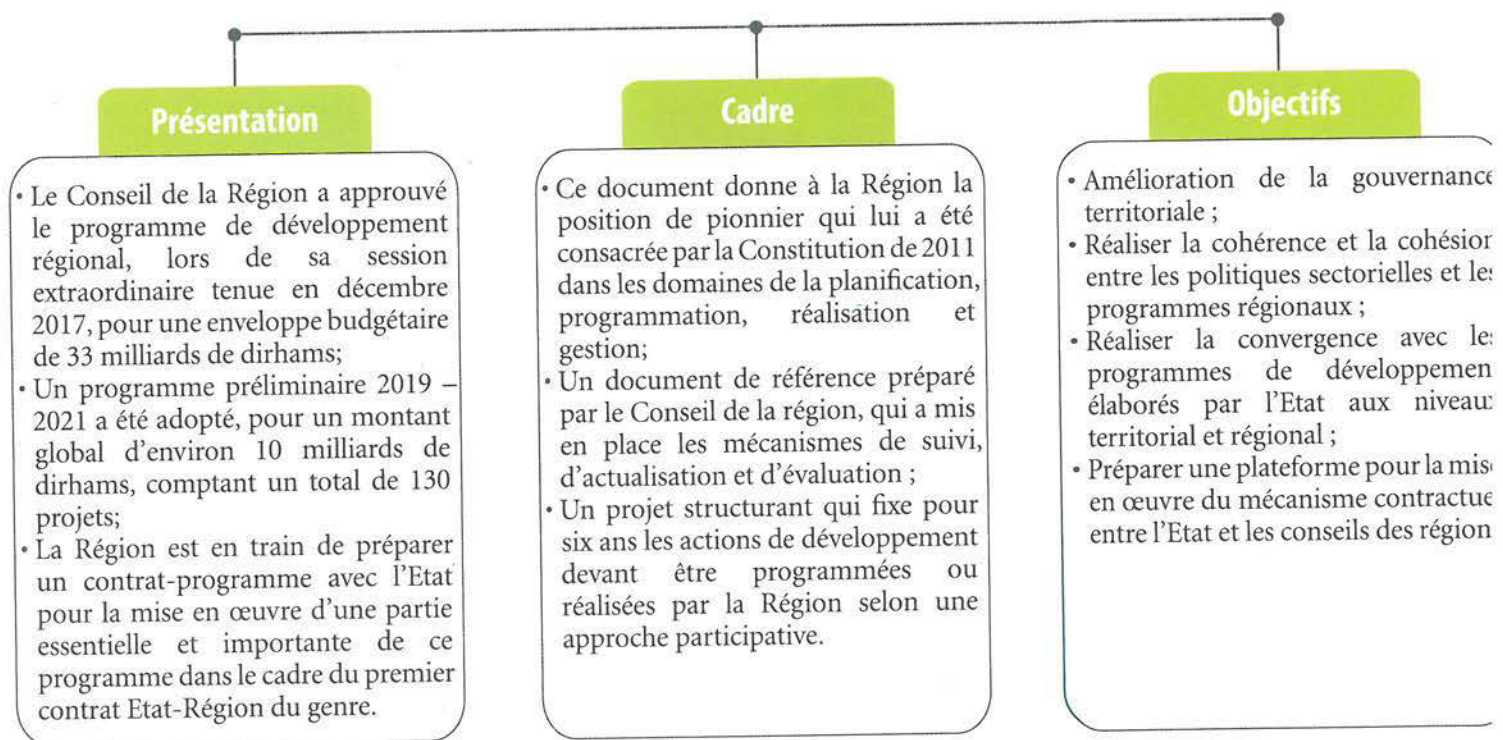 Présentation
• Le Conseil de la Région a approuvé
le programme de développement
régional, lors de sa session
extraordinaire tenue en décembre
2017, pour une enveloppe budgétaire
de 33 milliards de dirhams;
• Un programme préliminaire 2019 –
2021 a été adopté, pour un montant
global d'environ 10 milliards de
dirhams, comptant un total de 130
projets;
• La Région est en train de préparer
un contrat-programme avec l'Etat
pour la mise en œuvre d'une partie
essentielle et importante de ce
programme dans le cadre du premier
contrat Etat-Région du genre.
Cadre
• Ce document donne à la Région la
position de pionnier qui lui a été
consacrée par la Constitution de 2011
dans les domaines de la planification,
programmation, réalisation et
gestion;
• Un document de référence préparé
par le Conseil de la région, qui a mis
en place les mécanismes de suivi,
d'actualisation et d'évaluation ;
• Un projet structurant qui fixe pour
six ans les actions de développement
devant être programmées ou
réalisées par la Région selon une
approche participative.
Objectifs
• Amélioration de la gouvernance
territoriale ;
• Réaliser la cohérence et la cohésion
entre les politiques sectorielles et les
programmes régionaux ;
• Réaliser la convergence avec les
programmes de développemen
élaborés par l'Etat aux niveau
territorial et régional ;
• Préparer une plateforme pour la mise
en œuvre du mécanisme contractue
entre l'Etat et les conseils des région